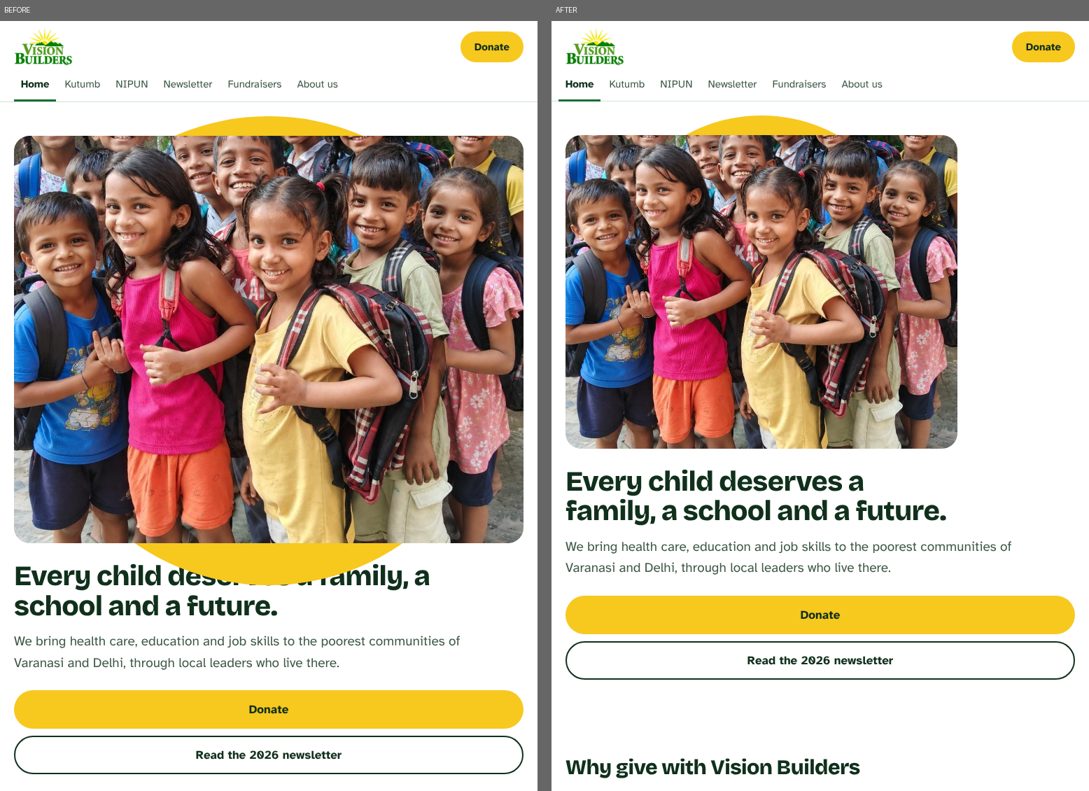 BEFORE
VISION
BUILDERS
Donate
Home Kutumb NIPUN Newsletter Fundraisers About us
Every child a family, a
school and a future.
We bring health care, education and job skills to the poorest communities of
Varanasi and Delhi, through local leaders who live there.
Donate
Read the 2026 newsletter
AFTER
VISION
BUILDERS
Donate
Home Kutumb NIPUN Newsletter Fundraisers About us
Every child deserves a
family, a school and a future.
We bring health care, education and job skills to the poorest communities of
Varanasi and Delhi, through local leaders who live there.
Donate
Read the 2026 newsletter
Why give with Vision Builders